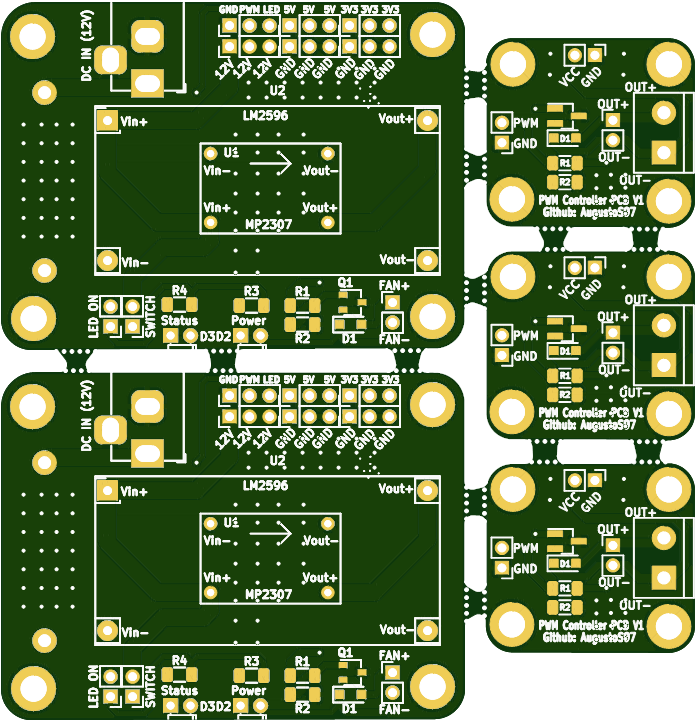 GND PWM LED 5V 5V 5V 3V3 3V3 3V3
12V 12V 12V GND GND GND GND GND GND
DC IN (12V)
U2
LM2596
Vin+ Vout+
U1
Vin- Vout-
Vin+ Vout+
MP2307
Vin- Vout-
LED ON
SWITCH
R4 R3 R1 Q1 FAN+
Status Power
D3 D2 R2 D1 FAN-
VCC GND
OUT+ OUT+
PWM
GND
D1
OUT-
R1
R2 OUT-
PWM Controller PCB V1
Github: AugustoS07
VCC GND
OUT+ OUT+
PWM
GND
D1
OUT-
R1
R2 OUT-
PWM Controller PCB V1
Github: AugustoS07
GND PWM LED 5V 5V 5V 3V3 3V3 3V3
12V 12V 12V GND GND GND GND GND GND
DC IN (12V)
U2
LM2596
Vin+ Vout+
U1
Vin- Vout-
Vin+ Vout+
MP2307
Vin- Vout-
LED ON
SWITCH
R4 R3 R1 Q1 FAN+
Status Power
D3 D2 R2 D1 FAN-
VCC GND
OUT+ OUT+
PWM
GND
D1
OUT-
R1
R2 OUT-
PWM Controller PCB V1
Github: AugustoS07